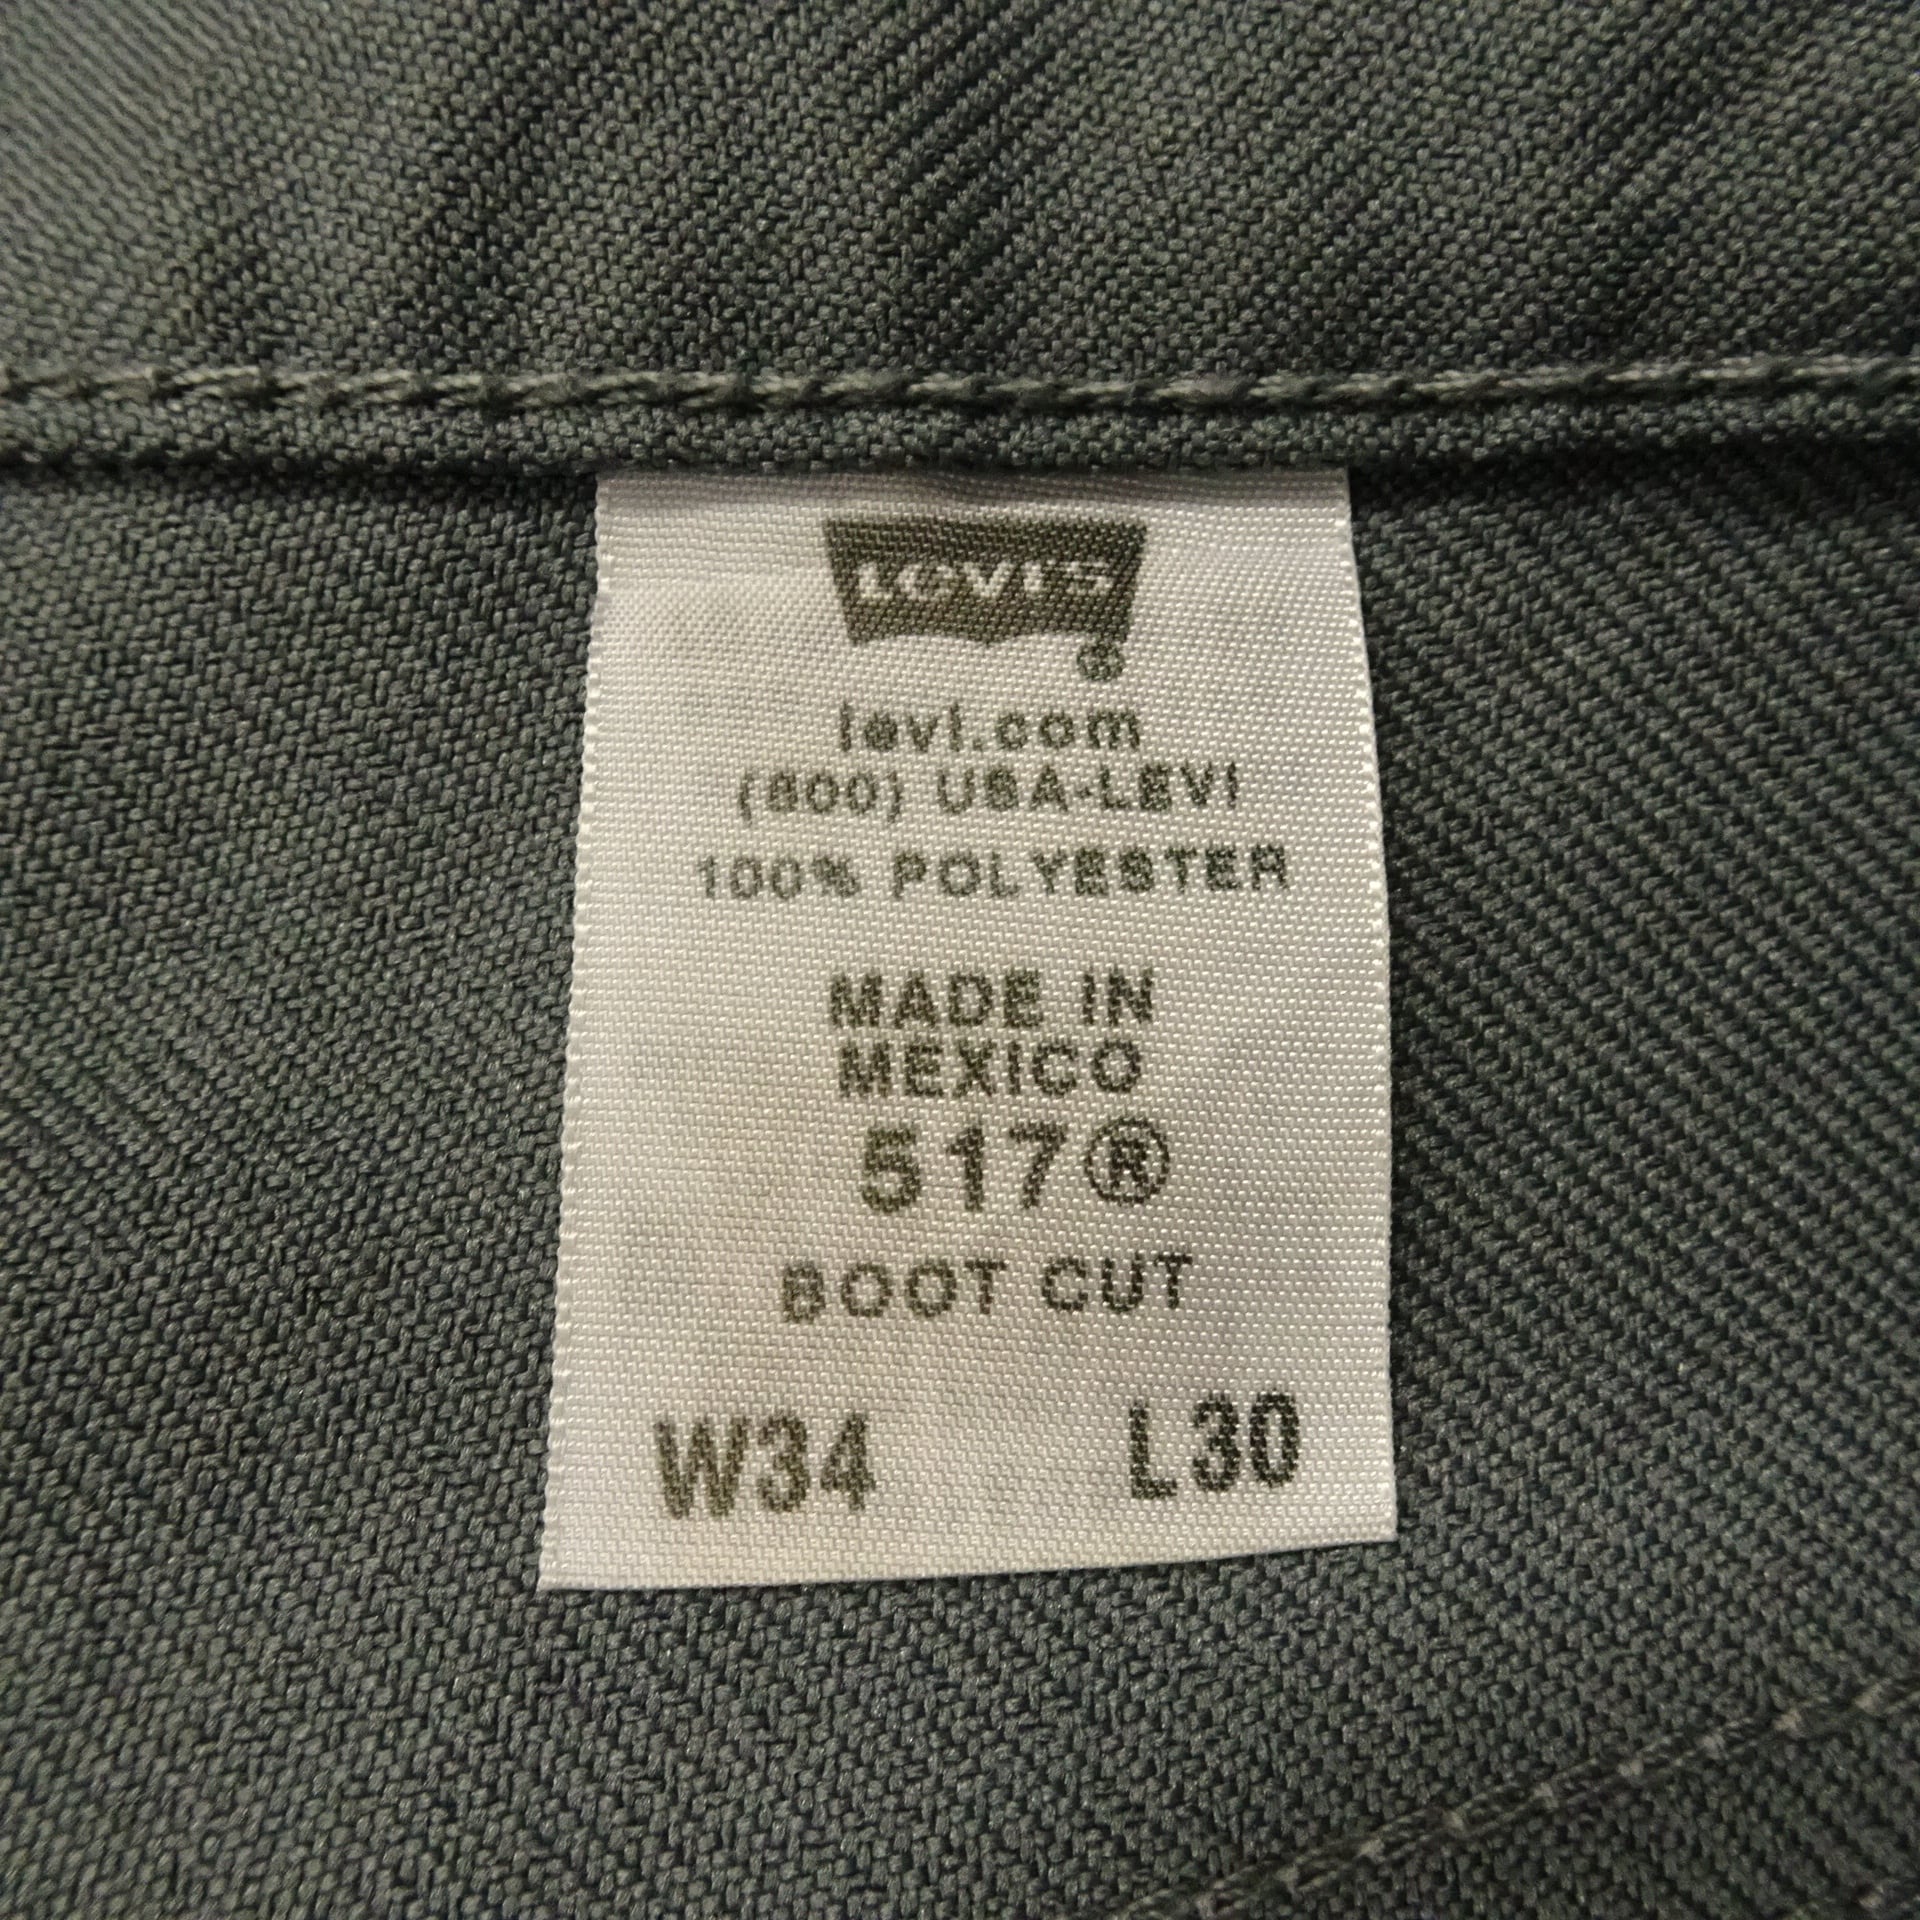 LEVI'S
®
levi.com
(800) USA-LEVI
100% POLYESTER
MADE IN
MEXICO
517®
BOOT CUT
W34 L30